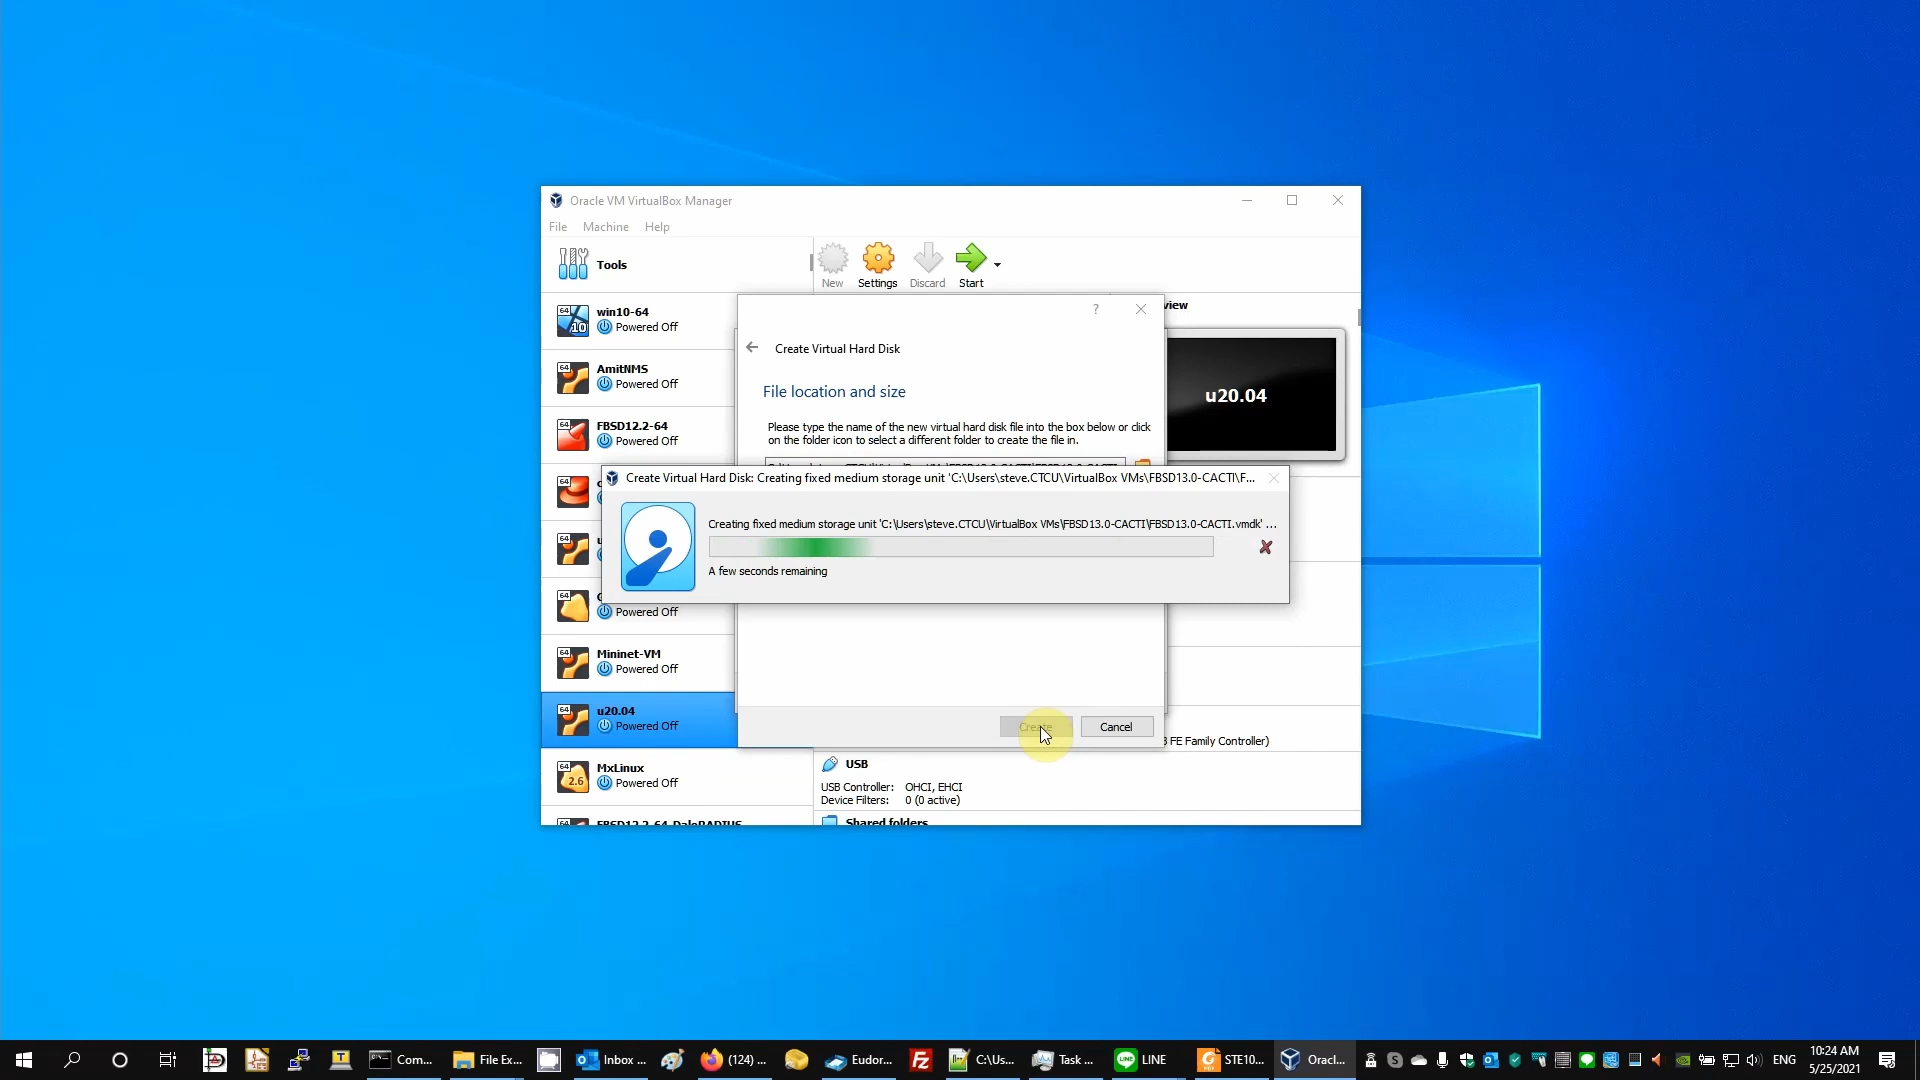 Oracle VM VirtualBox Manager
File Machine Help
Tools
New Settings Discard Start
win10-64
Powered Off
AmitNMS
Powered Off
FBSD12.2-64
Powered Off
Powered Off
Mininet-VM
Powered Off
u20.04
Powered Off
MxLinux
2.6
Powered Off
FBSD12.2-64-DaloRADIUS
view
u20.04
?
Create Virtual Hard Disk
File location and size
Please type the name of the new virtual hard disk file into the box below or click
on the folder icon to select a different folder to create the file in.
Create Virtual Hard Disk: Creating fixed medium storage unit 'C:\Users\steve.CTCU\VirtualBox VMs\FBSD13.0-CACTI\F...
Creating fixed medium storage unit 'C:\Users\steve.CTCU\VirtualBox VMs\FBSD13.0-CACTI\FBSD13.0-CACTI.vmdk' ...
A few seconds remaining
Create Cancel
FE Family Controller)
USB
USB Controller: OHCI, EHCI
Device Filters: 0 (0 active)
Shared folders
Com... File Ex... Inbox ... (124) ... Eudor... C:\Us... Task ... LINE STE10... Oracl... ENG 10:24 AM
5/25/2021